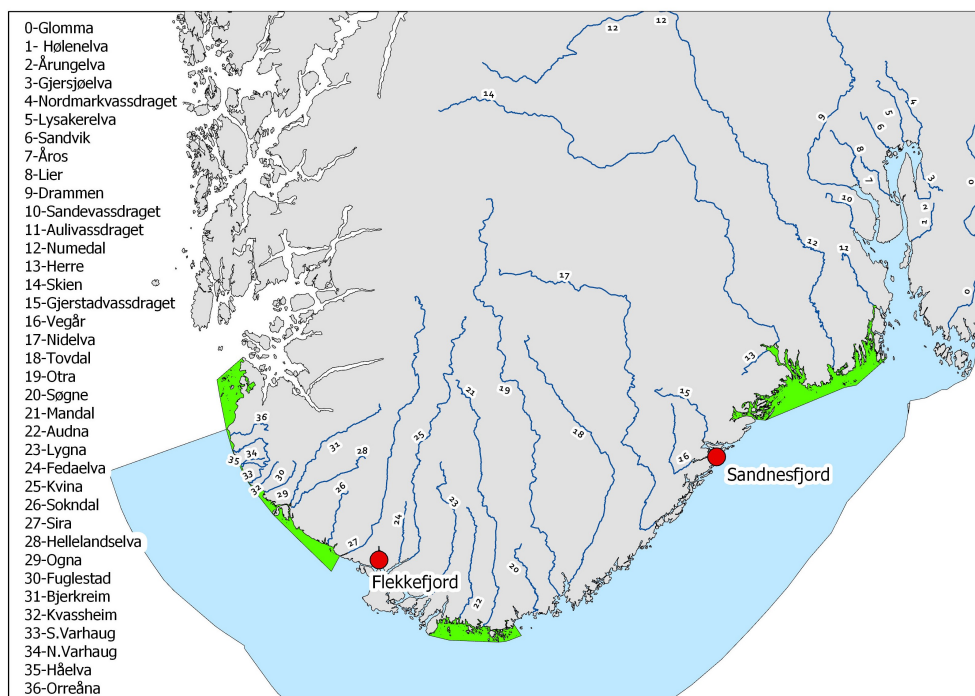 0-Glomma
1- Hølenelva
2-Årungelva
3-Gjersjøelva
4-Nordmarkvassdraget
5-Lysakerelva
6-Sandvik
7-Åros
8-Lier
9-Drammen
10-Sandevassdraget
11-Aulivassdraget
12-Numedal
13-Herre
14-Skien
15-Gjerstadvassdraget
16-Vegår
17-Nidelva
18-Tovdal
19-Otra
20-Søgne
21-Mandal
22-Audna
23-Lygna
24-Fedaelva
25-Kvina
26-Sokndal
27-Sira
28-Hellelandselva
29-Ogna
30-Fuglestad
31-Bjerkreim
32-Kvassheim
33-S.Varhaug
34-N.Varhaug
35-Håelva
36-Orreåna
12
12
12
14
4
5
9
6
8
7
3
0
10
2
1
12
11
17
0
13
21
19
15
36
25
31
18
34
28
35
30
16
33
32
26
29
23
24
27
20
22
Sandnesfjord
Flekkefjord